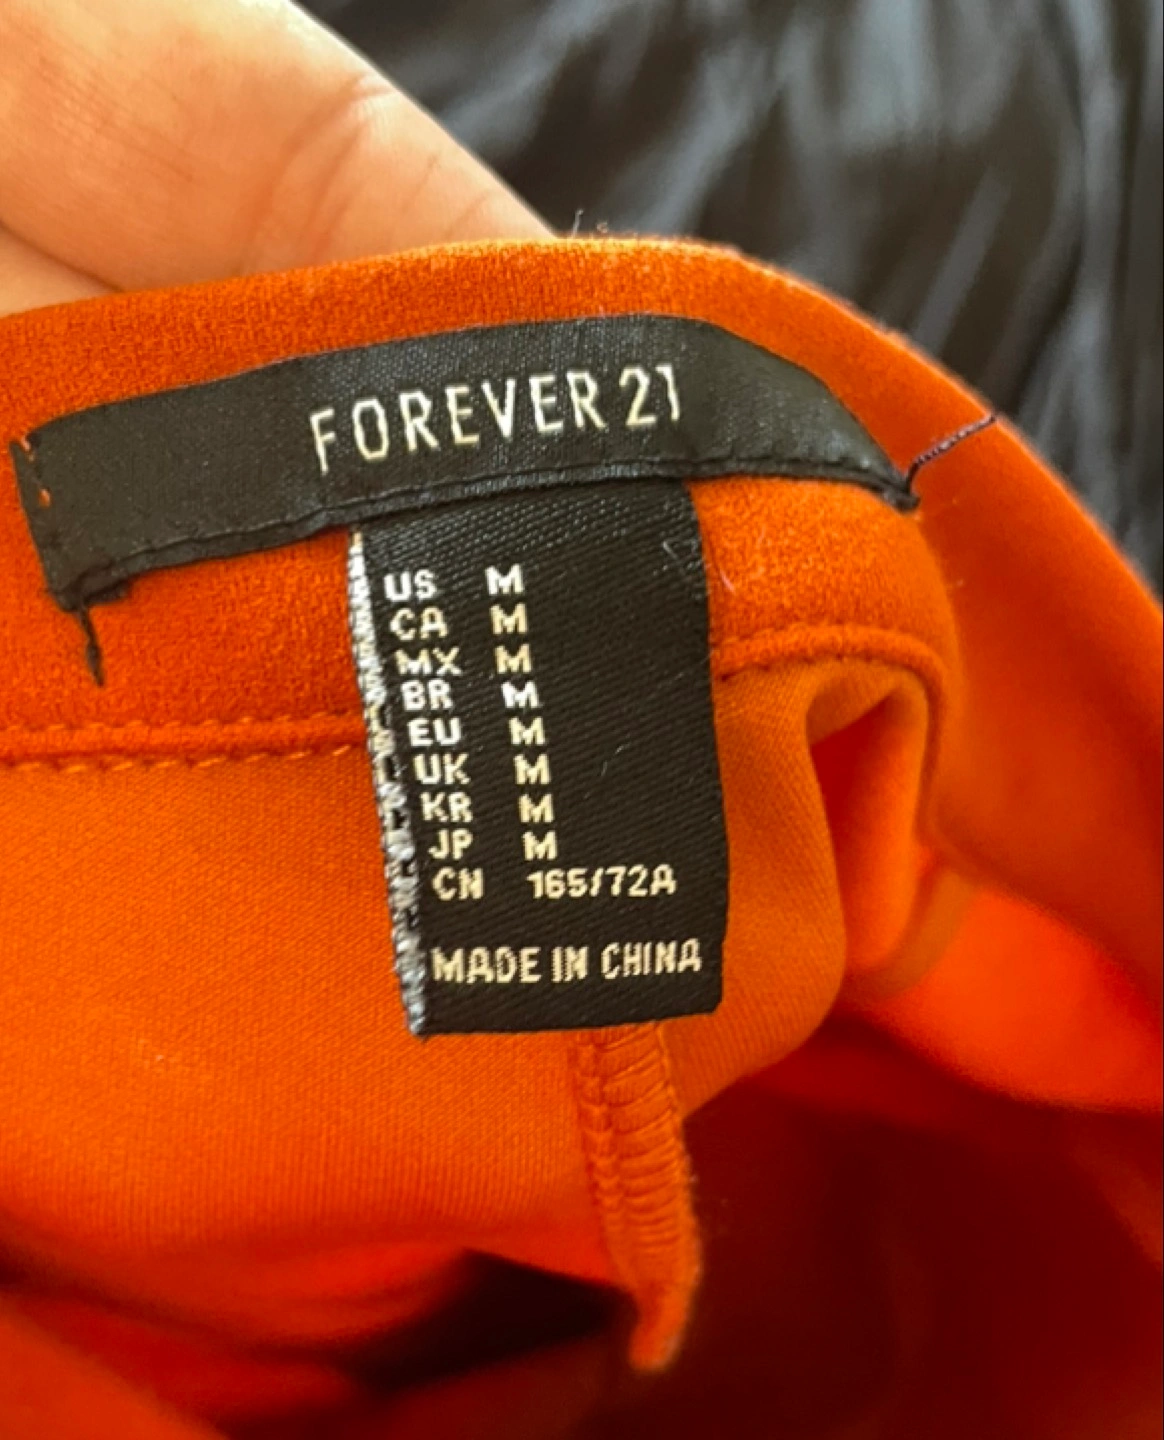 FOREVER 21
US M
CA M
MX M
BR M
EU M
UK M
KR M
JP M
CN 165/72A
MADE IN CHINA